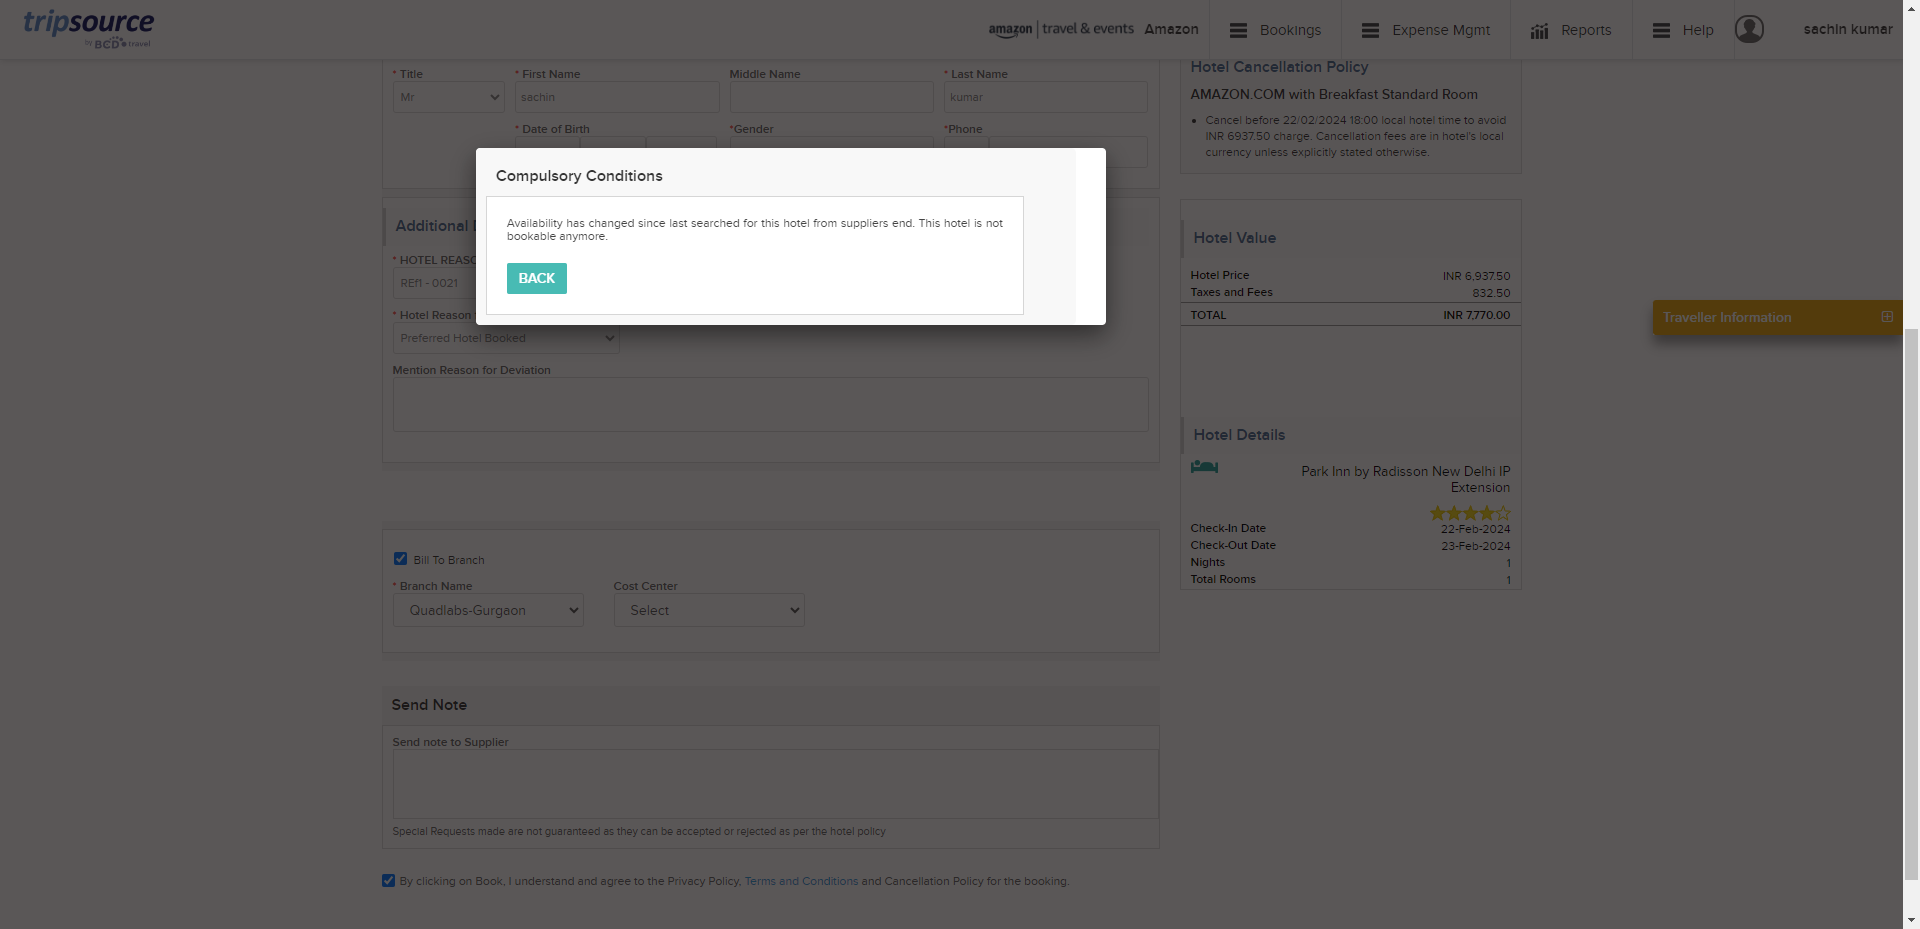 tripsource
by BCD travel
amazon | travel & events Amazon
Bookings
Expense Mgmt
Reports
Help
sachin kumar
* Title
* First Name
Middle Name
* Last Name
Mr
sachin
kumar
* Date of Birth
*Gender
*Phone
Compulsory Conditions
Availability has changed since last searched for this hotel from suppliers end. This hotel is not
bookable anymore.
BACK
Additional
* HOTEL REASO
REf1 - 0021
* Hotel Reason
Preferred Hotel Booked
Mention Reason for Deviation
Bill To Branch
* Branch Name
Cost Center
Quadlabs-Gurgaon
Select
Send Note
Send note to Supplier
Special Requests made are not guaranteed as they can be accepted or rejected as per the hotel policy
By clicking on Book, I understand and agree to the Privacy Policy, Terms and Conditions and Cancellation Policy for the booking.
Hotel Cancellation Policy
AMAZON.COM with Breakfast Standard Room
• Cancel before 22/02/2024 18:00 local hotel time to avoid
INR 6937.50 charge. Cancellation fees are in hotel's local
currency unless explicitly stated otherwise.
Hotel Value
Hotel Price INR 6,937.50
Taxes and Fees 832.50
TOTAL INR 7,770.00
Traveller Information
Hotel Details
Park Inn by Radisson New Delhi IP
Extension
Check-In Date 22-Feb-2024
Check-Out Date 23-Feb-2024
Nights 1
Total Rooms 1